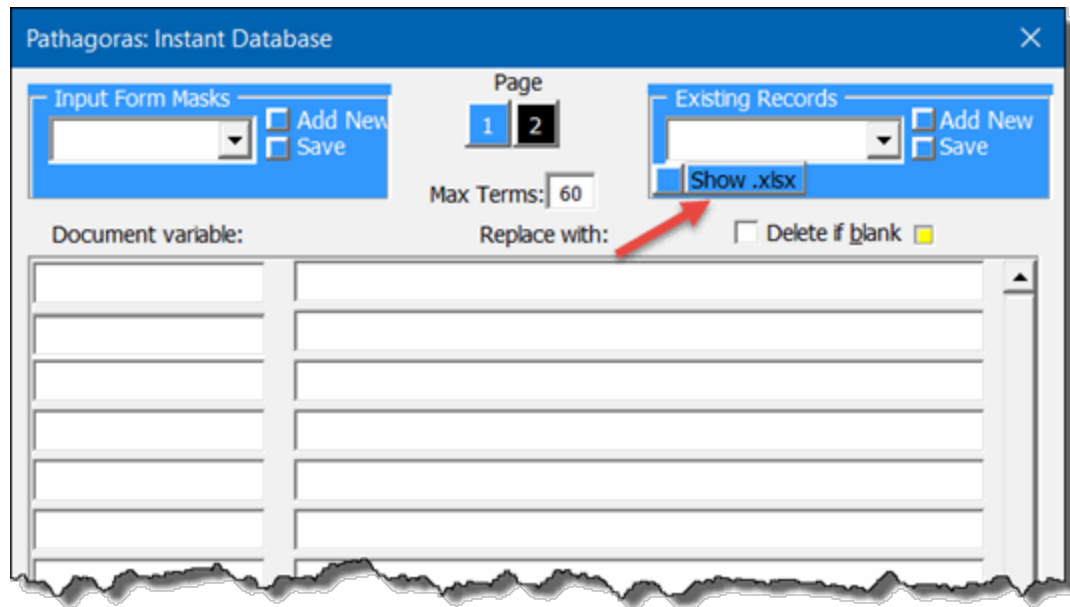 Pathagoras: Instant Database
Input Form Masks
Add New
Save
Page
1 2
Max Terms: 60
Existing Records
Add New
Save
Show .xlsx
Document variable: Replace with: Delete if blank